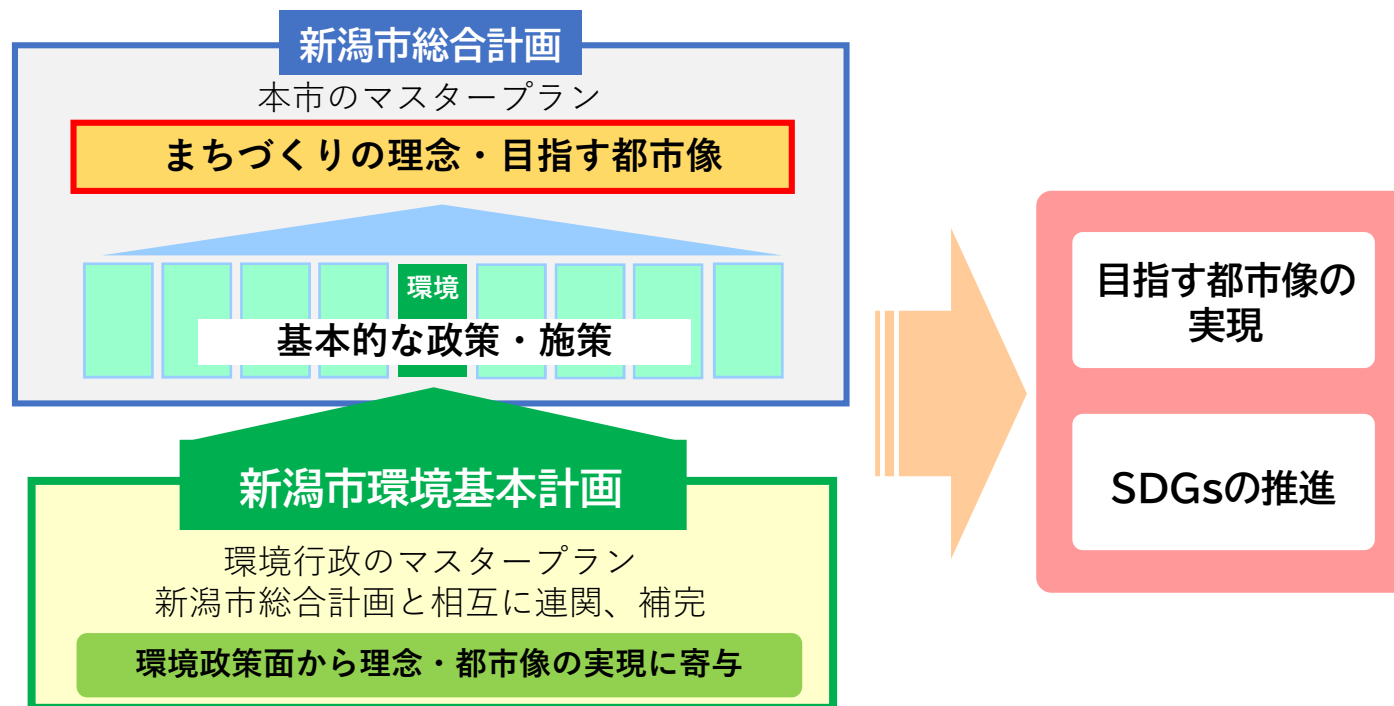 新潟市総合計画
本市のマスタープラン
まちづくりの理念・目指す都市像
環境
基本的な政策・施策
新潟市環境基本計画
環境行政のマスタープラン
新潟市総合計画と相互に連関、補完
環境政策面から理念・都市像の実現に寄与
目指す都市像の
実現
SDGsの推進